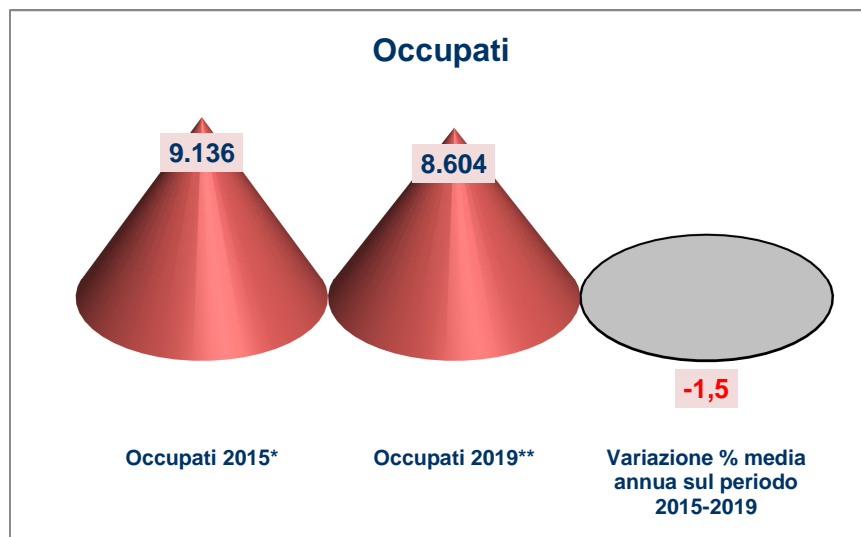 Occupati
9.136
8.604
-1,5
Occupati 2015*
Occupati 2019**
Variazione % media
annua sul periodo
2015-2019